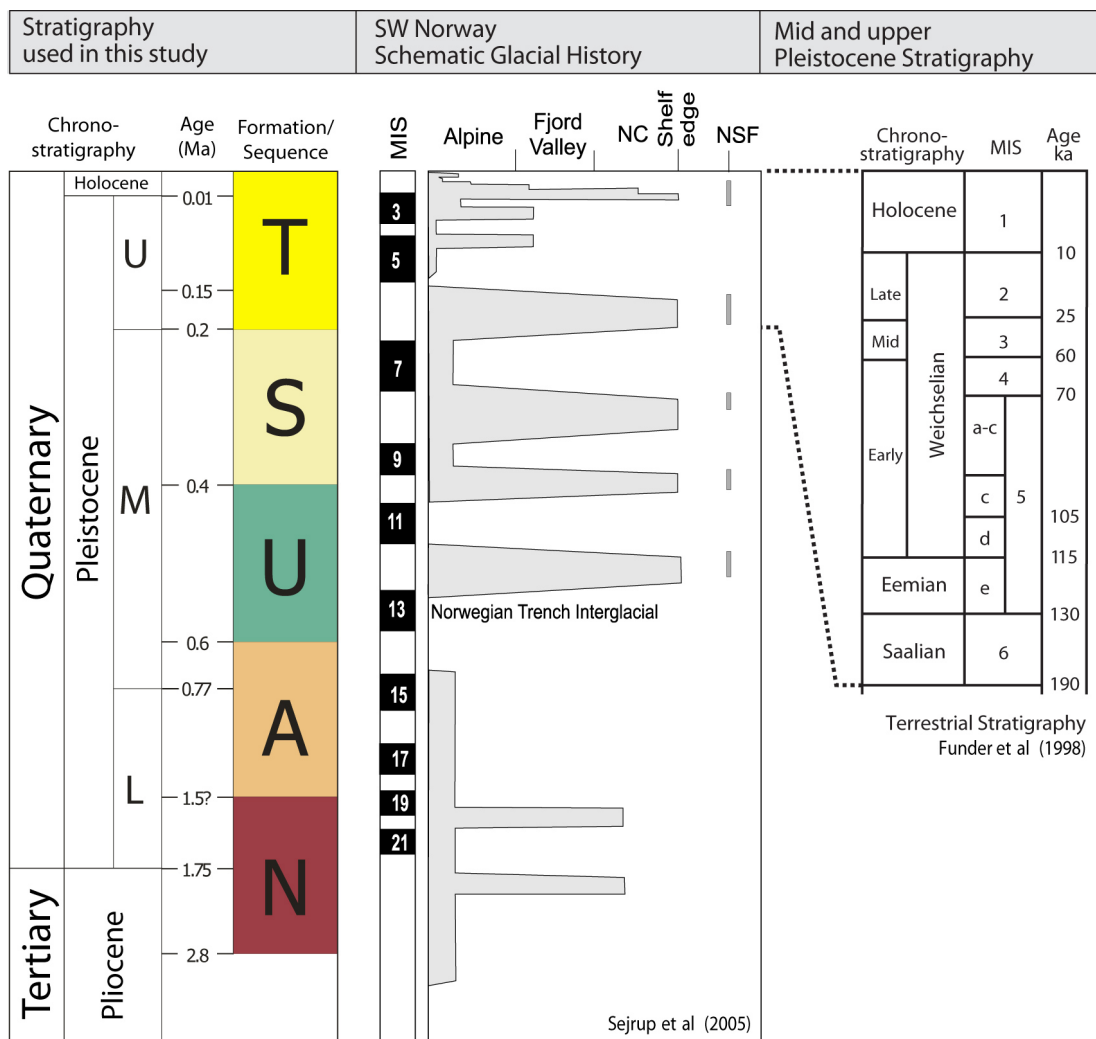 Stratigraphy
used in this study
SW Norway
Schematic Glacial History
Mid and upper
Pleistocene Stratigraphy
Chrono-
stratigraphy
Age
(Ma)
Formation/
Sequence
MIS
Alpine
Fjord
Valley
NC
Shelf
edge
NSF
Chrono-
stratigraphy
MIS
Age
ka
Quaternary
Tertiary
Pleistocene
Pliocene
Holocene
U
M
L
0.01
0.15
0.2
0.4
0.6
0.77
1.5?
1.75
2.8
T
S
U
A
N
3
5
7
9
11
13
15
17
19
21
Norwegian Trench Interglacial
Sejrup et al (2005)
Holocene
1
10
Late
2
25
Mid
3
60
Weichselian
4
70
Early
a-c
c
5
105
d
115
Eemian
e
130
Saalian
6
190
Terrestrial Stratigraphy
Funder et al (1998)